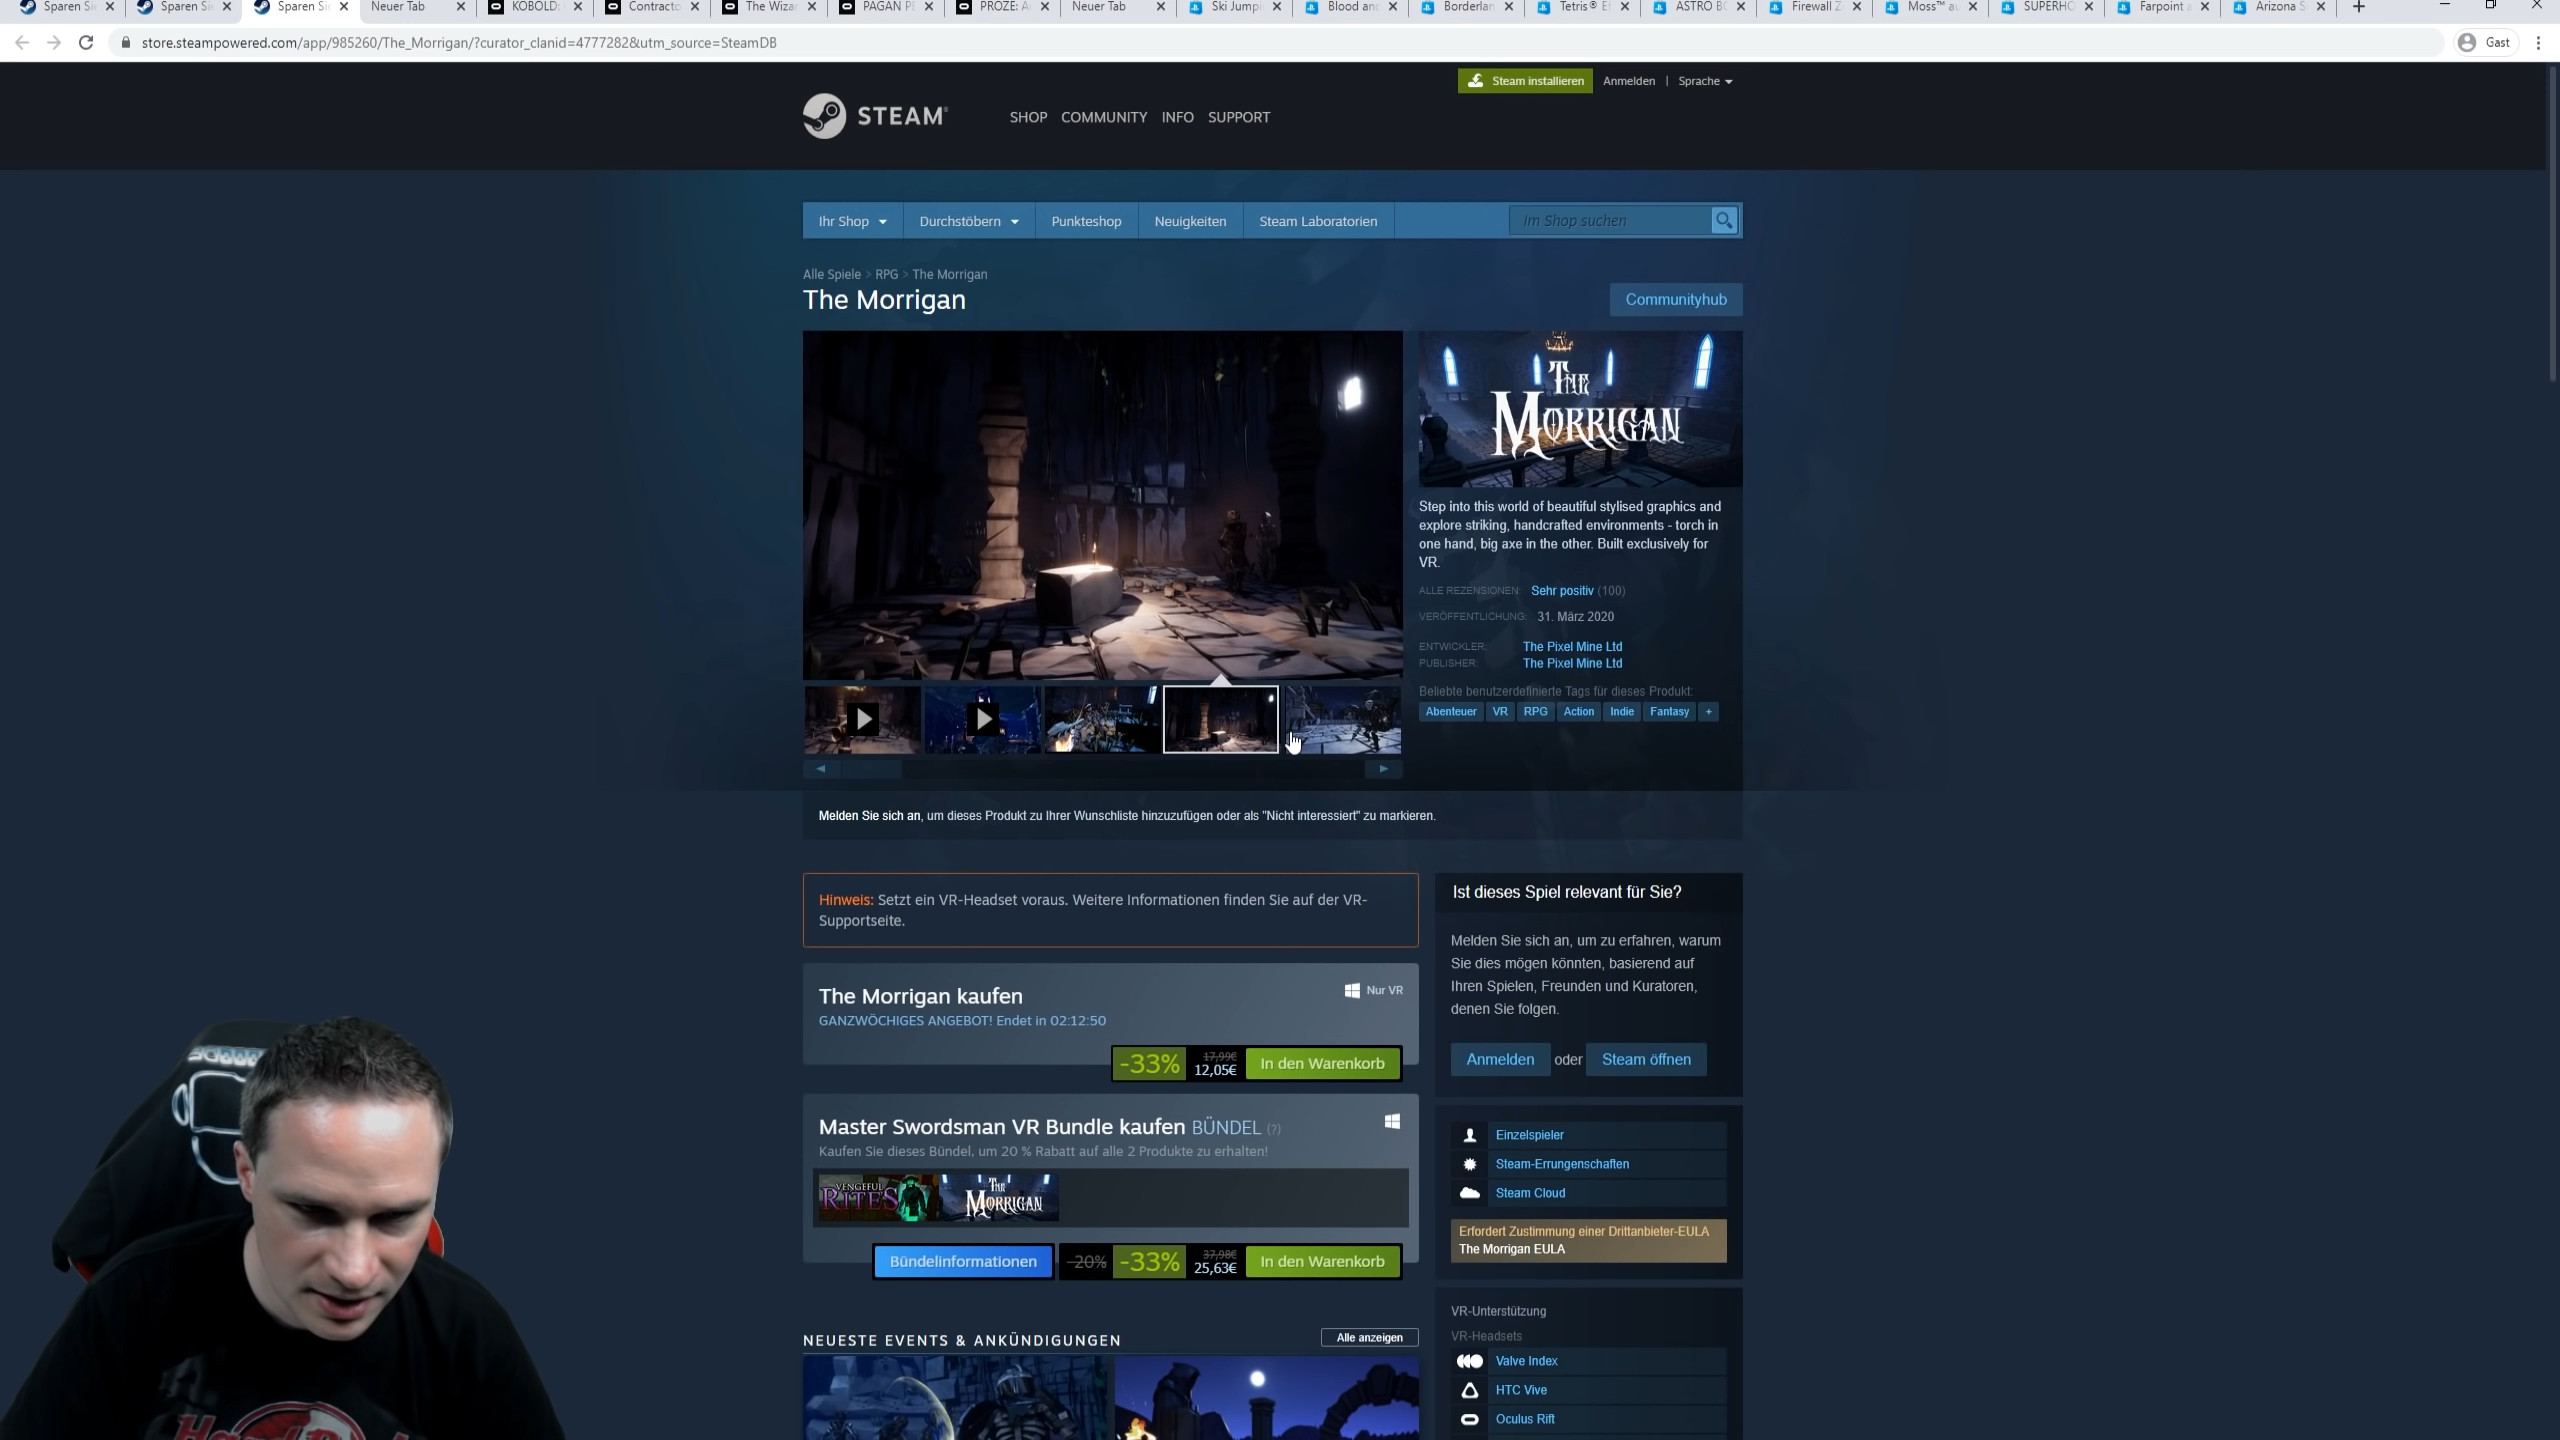 Sparen Si
Sparen Si
Sparen Si
Neuer Tab
KOBOLD:
Contracto
The Wizar
PAGAN PE
PROZE: A
Neuer Tab
Ski Jumpi
Blood and
Borderlan
Tetris® E
ASTRO BO
Firewall Z
Moss™ a
SUPERHO
Farpoint a
Arizona S
store.steampowered.com/app/985260/The_Morrigan/?curator_clanid=4777282&utm_source=SteamDB
Gast
Steam installieren
Anmelden | Sprache
STEAM®
SHOP COMMUNITY INFO SUPPORT
Ihr Shop Durchstöbern Punkteshop Neuigkeiten Steam Laboratorien
Im Shop suchen
Alle Spiele > RPG > The Morrigan
The Morrigan
Communityhub
THE
MORRIGAN
Step into this world of beautiful stylised graphics and
explore striking, handcrafted environments - torch in
one hand, big axe in the other. Built exclusively for
VR.
ALLE REZENSIONEN: Sehr positiv (100)
VERÖFFENTLICHUNG: 31. März 2020
ENTWICKLER: The Pixel Mine Ltd
PUBLISHER: The Pixel Mine Ltd
Beliebte benutzerdefinierte Tags für dieses Produkt:
Abenteuer VR RPG Action Indie Fantasy +
Melden Sie sich an, um dieses Produkt zu Ihrer Wunschliste hinzuzufügen oder als "Nicht interessiert" zu markieren.
Hinweis: Setzt ein VR-Headset voraus. Weitere Informationen finden Sie auf der VR-
Supportseite.
The Morrigan kaufen
Nur VR
GANZWÖCHIGES ANGEBOT! Endet in 02:12:50
-33% 17,99€ 12,05€ In den Warenkorb
Master Swordsman VR Bundle kaufen BÜNDEL (?)
Kaufen Sie dieses Bündel, um 20 % Rabatt auf alle 2 Produkte zu erhalten!
VENGEFUL
RITES
THE
MORRIGAN
Bündelinformationen -20% -33% 37,98€ 25,63€ In den Warenkorb
NEUESTE EVENTS & ANKÜNDIGUNGEN
Alle anzeigen
Ist dieses Spiel relevant für Sie?
Melden Sie sich an, um zu erfahren, warum
Sie dies mögen könnten, basierend auf
Ihren Spielen, Freunden und Kuratoren,
denen Sie folgen.
Anmelden oder Steam öffnen
Einzelspieler
Steam-Errungenschaften
Steam Cloud
Erfordert Zustimmung einer Drittanbieter-EULA
The Morrigan EULA
VR-Unterstützung
VR-Headsets
Valve Index
HTC Vive
Oculus Rift